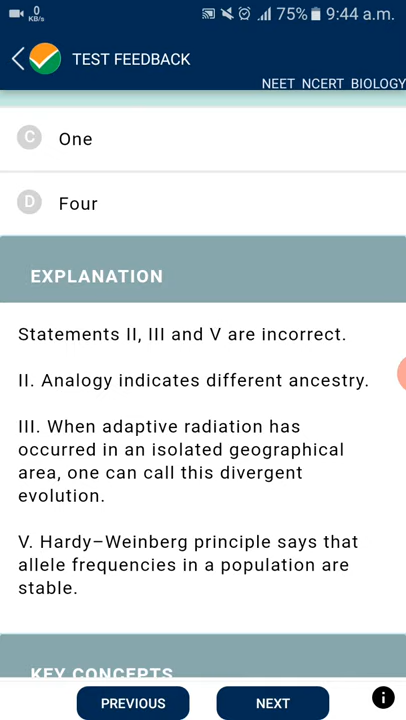 0
KB/s
75%
9:44 a.m.
TEST FEEDBACK
NEET NCERT BIOLOGY
C
One
D
Four
EXPLANATION
Statements II, III and V are incorrect.
II. Analogy indicates different ancestry.
III. When adaptive radiation has
occurred in an isolated geographical
area, one can call this divergent
evolution.
V. Hardy–Weinberg principle says that
allele frequencies in a population are
stable.
KEY CONCEPTS
PREVIOUS
NEXT
i